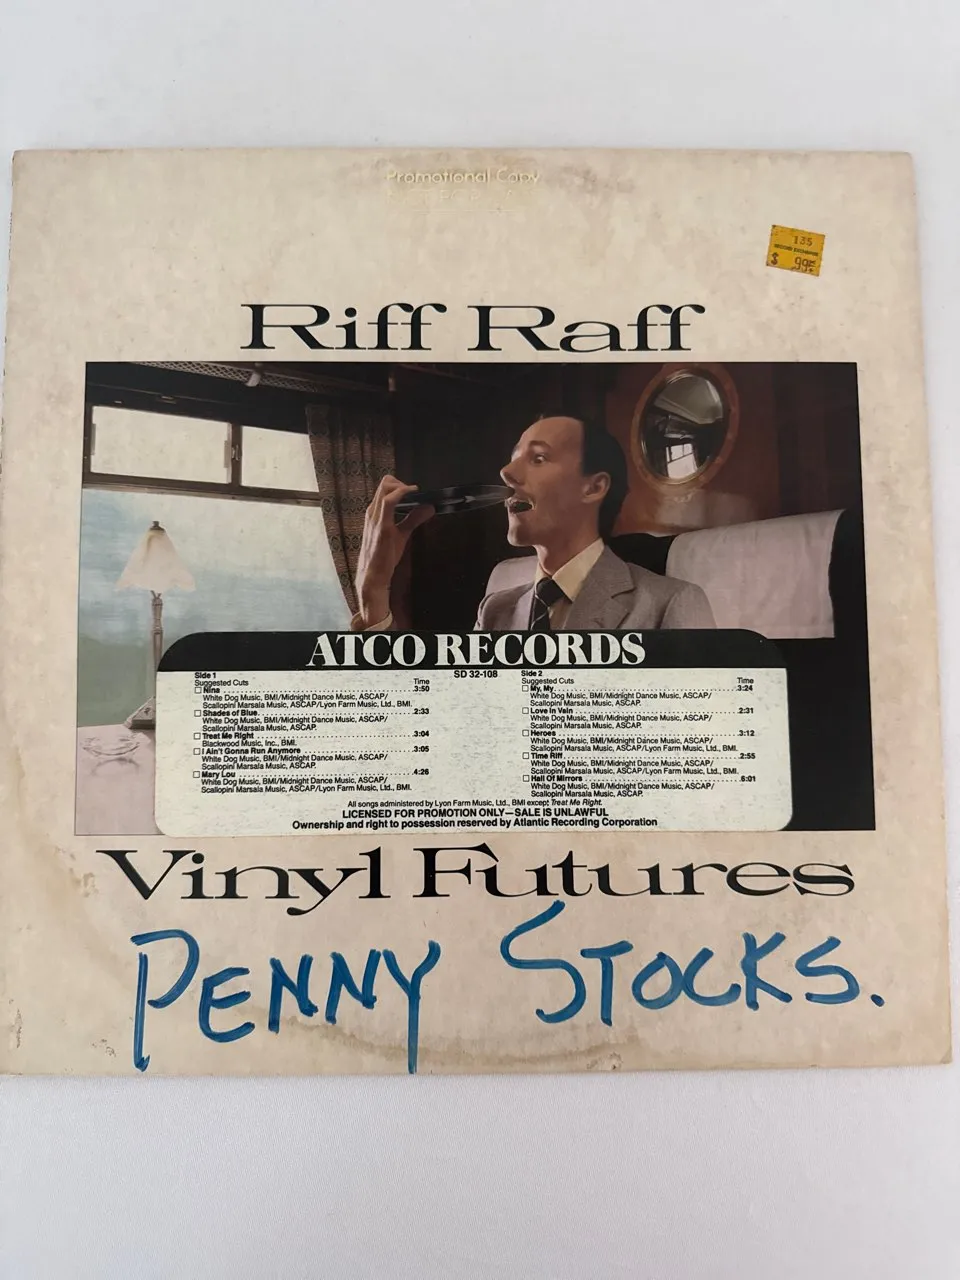 Promotional Copy
135
$ .99¢
Riff Raff
ATCO RECORDS
SD 32-108
Side 1
Suggested Cuts Time
Nina 3:50
White Dog Music, BMI/Midnight Dance Music, ASCAP/
Scallopini Marsala Music, ASCAP/Lyon Farm Music, Ltd., BMI.
Shades of Blue 2:33
White Dog Music, BMI/Midnight Dance Music, ASCAP/
Scallopini Marsala Music, ASCAP.
Treat Me Right 3:04
Blackwood Music, Inc., BMI.
I Ain't Gonna Run Anymore 3:05
White Dog Music, BMI/Midnight Dance Music, ASCAP/
Scallopini Marsala Music, ASCAP.
Mary Lou 4:26
White Dog Music, BMI/Midnight Dance Music, ASCAP/
Scallopini Marsala Music, ASCAP/Lyon Farm Music, Ltd., BMI.
Side 2
Suggested Cuts Time
My, My 3:24
White Dog Music, BMI/Midnight Dance Music, ASCAP/
Scallopini Marsala Music, ASCAP.
Love in Vein 2:31
White Dog Music, BMI/Midnight Dance Music, ASCAP/
Scallopini Marsala Music, ASCAP.
Heroes 3:12
White Dog Music, BMI/Midnight Dance Music, ASCAP/
Scallopini Marsala Music, ASCAP/Lyon Farm Music, Ltd., BMI.
Time Riff 2:55
White Dog Music, BMI/Midnight Dance Music, ASCAP/
Scallopini Marsala Music, ASCAP/Lyon Farm Music, Ltd., BMI.
Hall Of Mirrors 6:01
White Dog Music, BMI/Midnight Dance Music, ASCAP/
Scallopini Marsala Music, ASCAP.
All songs administered by Lyon Farm Music, Ltd., BMI except Treat Me Right.
LICENSED FOR PROMOTION ONLY—SALE IS UNLAWFUL
Ownership and right to possession reserved by Atlantic Recording Corporation
Vinyl Futures
PENNY STOCKS.